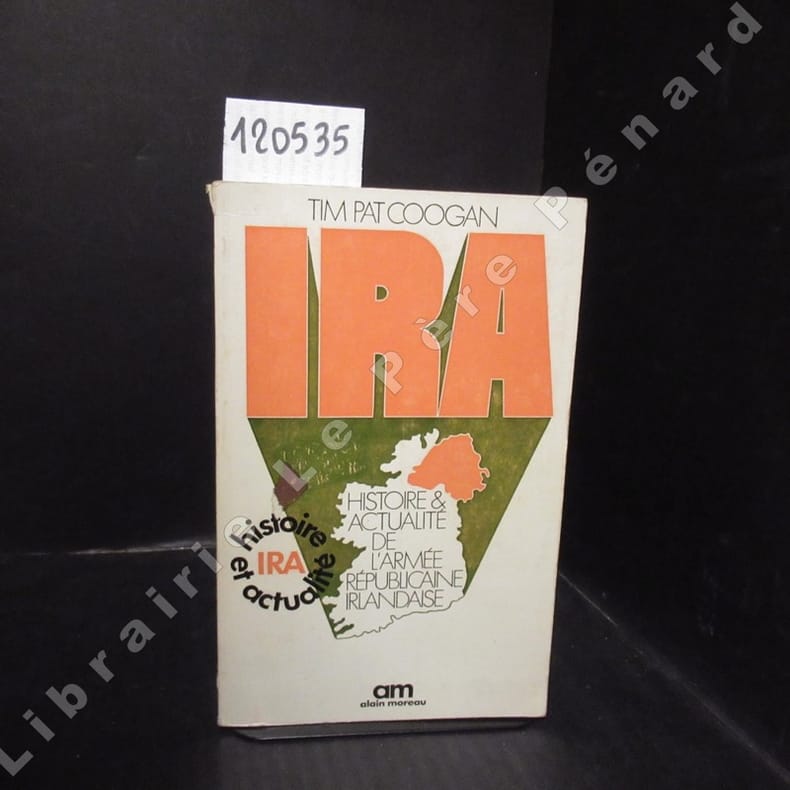 120535
TIM PAT COOGAN
IRA
HISTOIRE &
ACTUALITÉ
DE
L'ARMÉE
RÉPUBLICAINE
IRLANDAISE
histoire
IRA
et actualité
am
alain moreau
Librairie Le Père Pénard